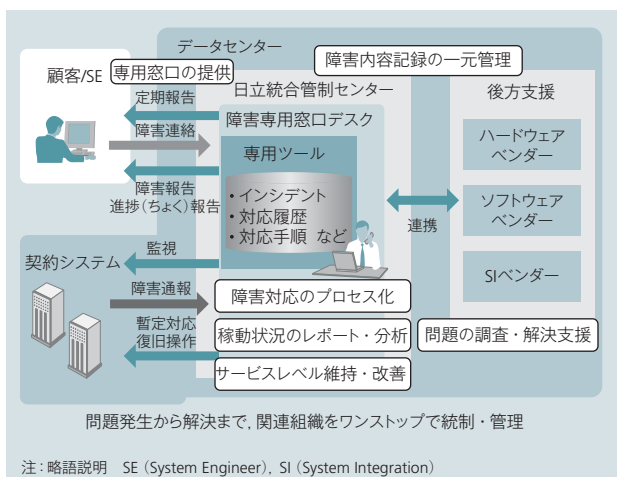 データセンター
顧客/SE
専用窓口の提供
障害内容記録の一元管理
定期報告
日立統合管制センター
後方支援
障害連絡
障害専用窓口デスク
専用ツール
ハードウェア
ベンダー
障害報告
進捗（ちょく）報告
・インシデント
・対応履歴
・対応手順 など
連携
ソフトウェア
ベンダー
監視
契約システム
SIベンダー
障害通報
障害対応のプロセス化
暫定対応
復旧操作
稼動状況のレポート・分析
問題の調査・解決支援
サービスレベル維持・改善
問題発生から解決まで，関連組織をワンストップで統制・管理
注：略語説明　SE（System Engineer），SI（System Integration）